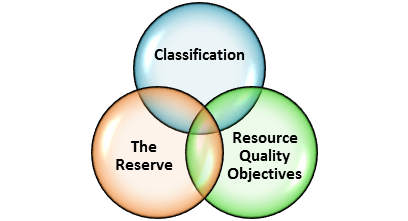 Classification
The
Reserve
Resource
Quality
Objectives